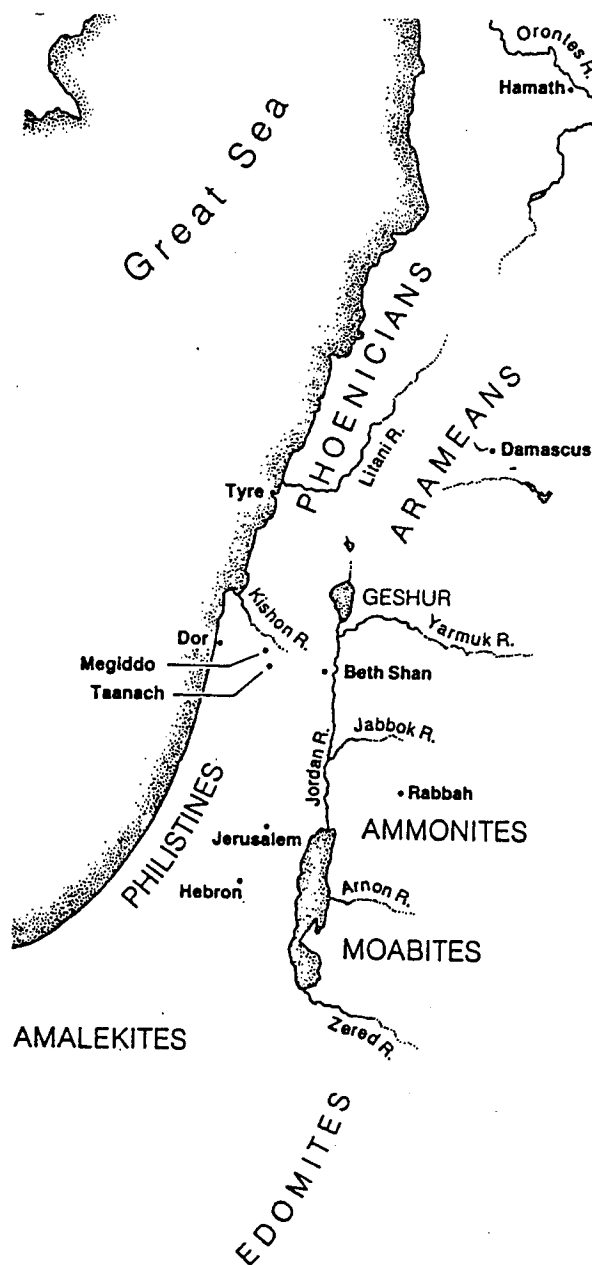 Orontes R.
Hamath
Great Sea
PHOENICIANS
ARAMEANS
Litani R.
Damascus
Tyre
GESHUR
Kishon R.
Yarmuk R.
Dor
Megiddo
Beth Shan
Taanach
Jabbok R.
Jordan R.
Rabbah
PHILISTINES
Jerusalem
AMMONITES
Hebron
Arnon R.
MOABITES
AMALEKITES
Zered R.
EDOMITES